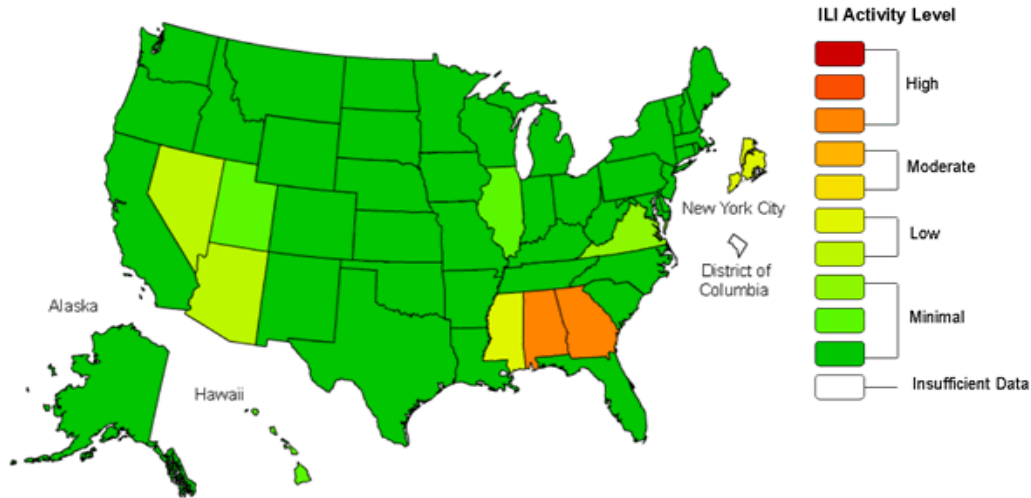 ILI Activity Level
High
Moderate
Low
Minimal
Insufficient Data
New York City
District of
Columbia
Alaska
Hawaii